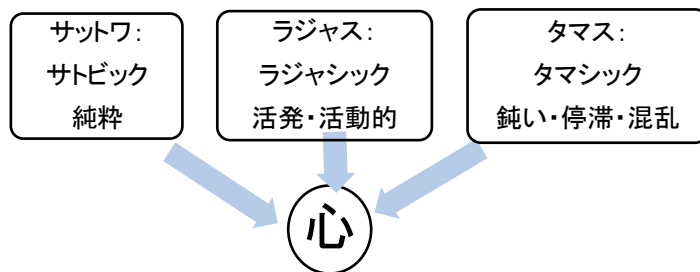 サットワ:
サトビック
純粋
ラジャス:
ラジャシック
活発・活動的
タマス:
タマシック
鈍い・停滞・混乱
心